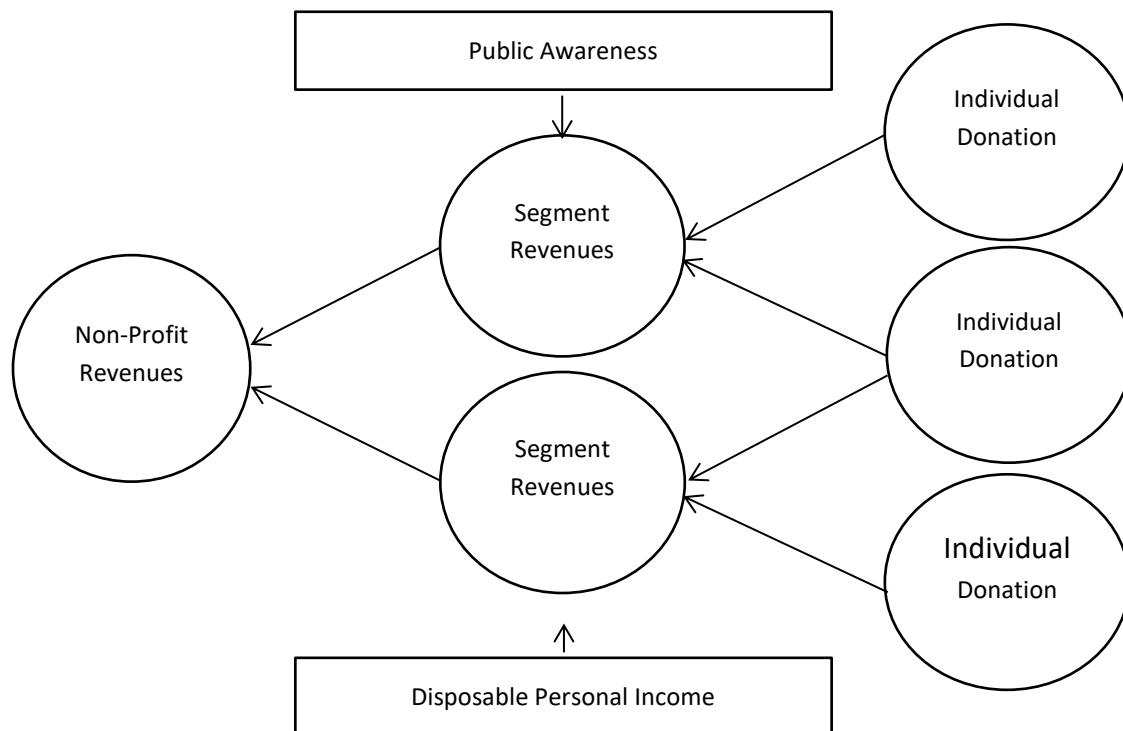 Public Awareness
Individual
Donation
Segment
Revenues
Non-Profit
Revenues
Individual
Donation
Segment
Revenues
Individual
Donation
Disposable Personal Income